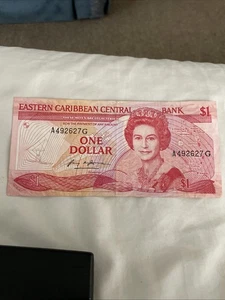 EASTERN CARIBBEAN CENTRAL BANK $1
A492627G
ONE
DOLLAR
A492627G
$1